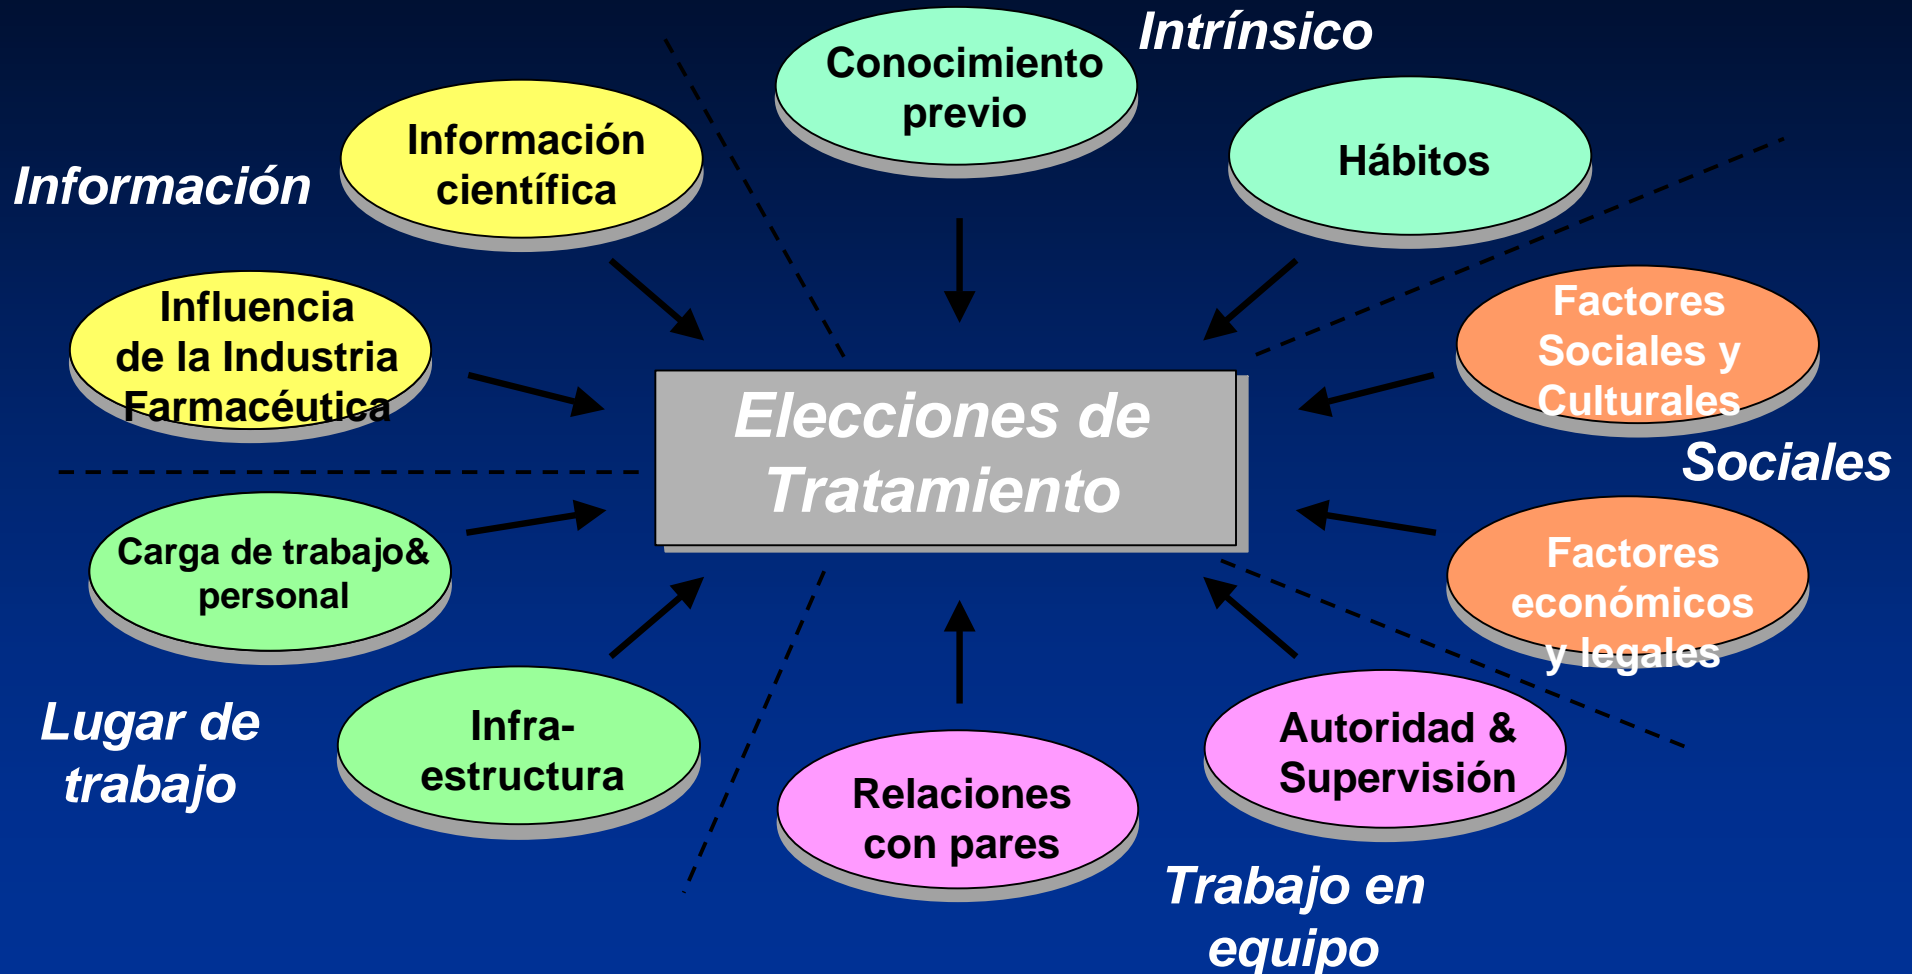 Intrínsico
Conocimiento
previo
Hábitos
Información
Información
científica
Influencia
de la Industria
Farmacéutica
Factores
Sociales y
Culturales
Sociales
Elecciones de
Tratamiento
Factores
económicos
y legales
Carga de trabajo&
personal
Lugar de
trabajo
Infra-
estructura
Relaciones
con pares
Autoridad &
Supervisión
Trabajo en
equipo